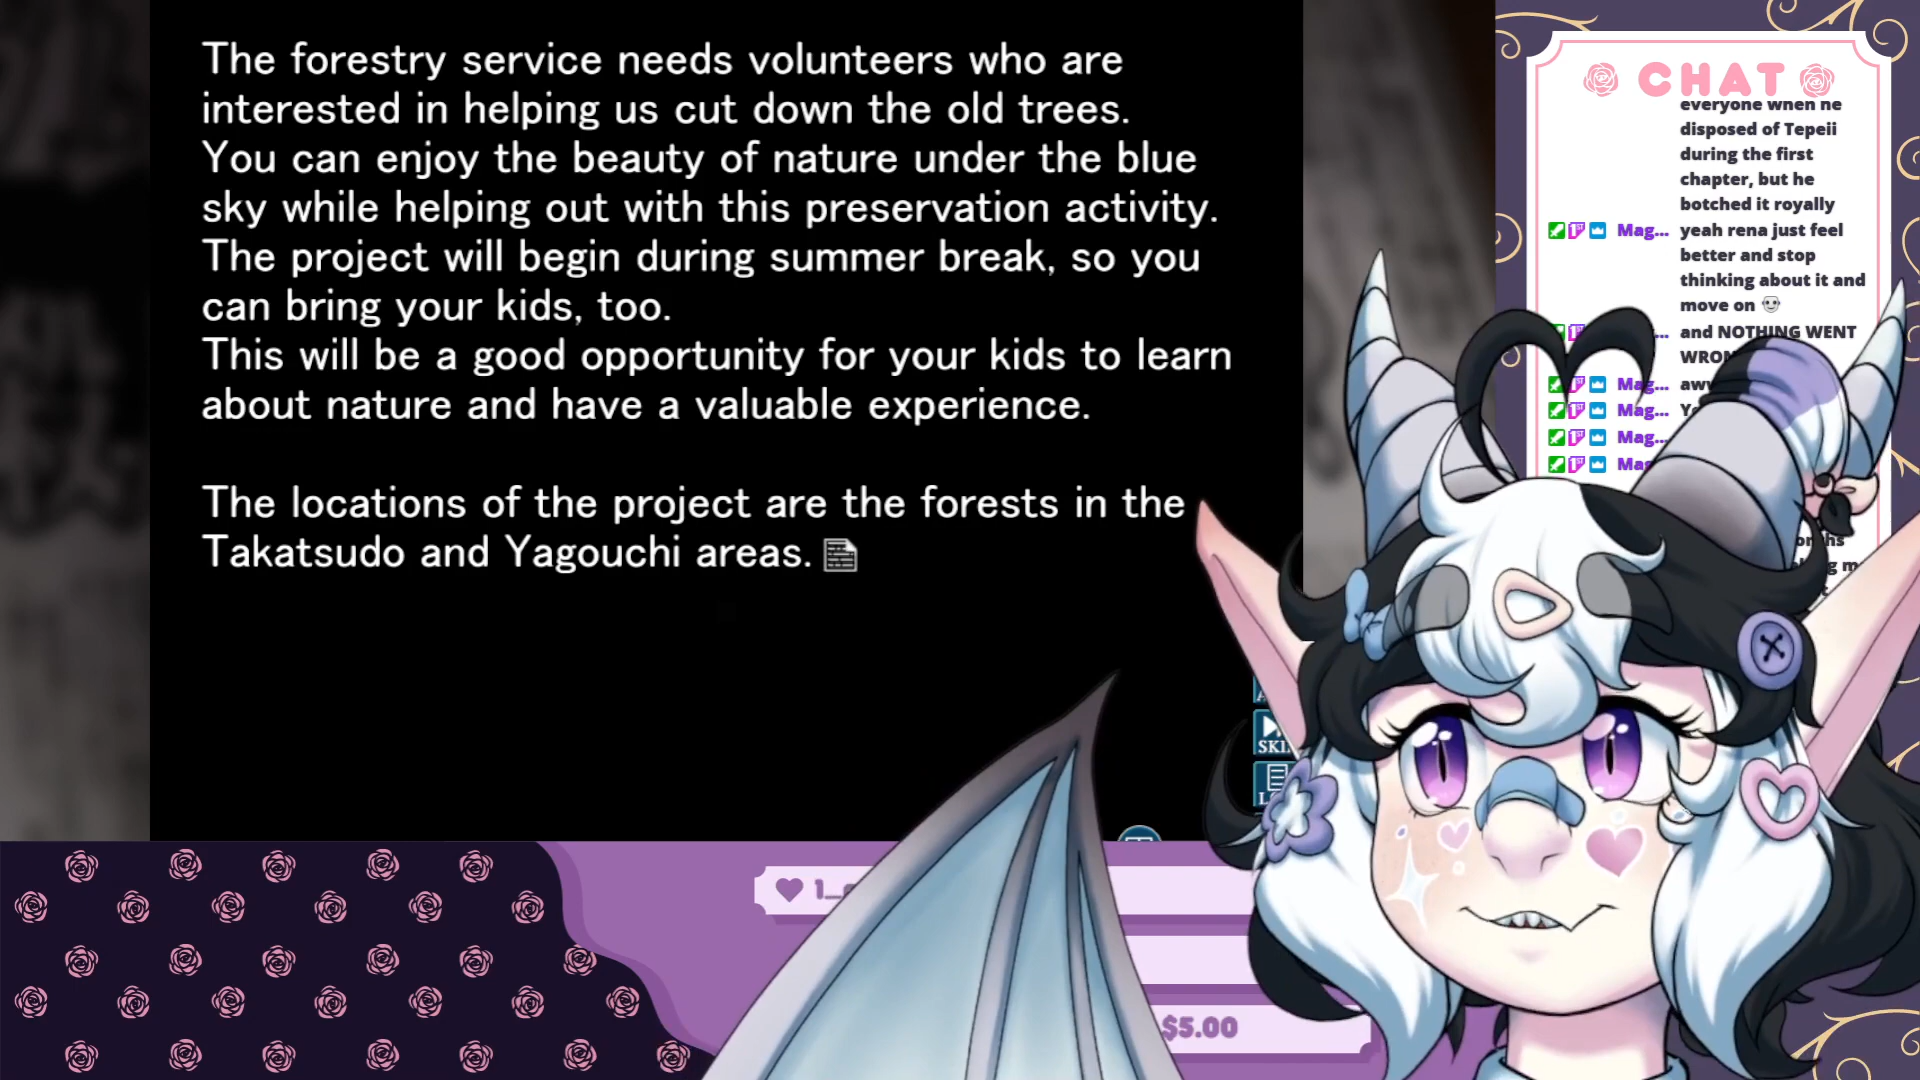 The forestry service needs volunteers who are
interested in helping us cut down the old trees.
You can enjoy the beauty of nature under the blue
sky while helping out with this preservation activity.
The project will begin during summer break, so you
can bring your kids, too.
This will be a good opportunity for your kids to learn
about nature and have a valuable experience.
The locations of the project are the forests in the
Takatsudo and Yagouchi areas.
CHAT
everyone when he
disposed of Tepeii
during the first
chapter, but he
botched it royally
Mag... yeah rena just feel
better and stop
thinking about it and
move on
and NOTHING WENT
Mag...
Mag...
Mag...
$5.00